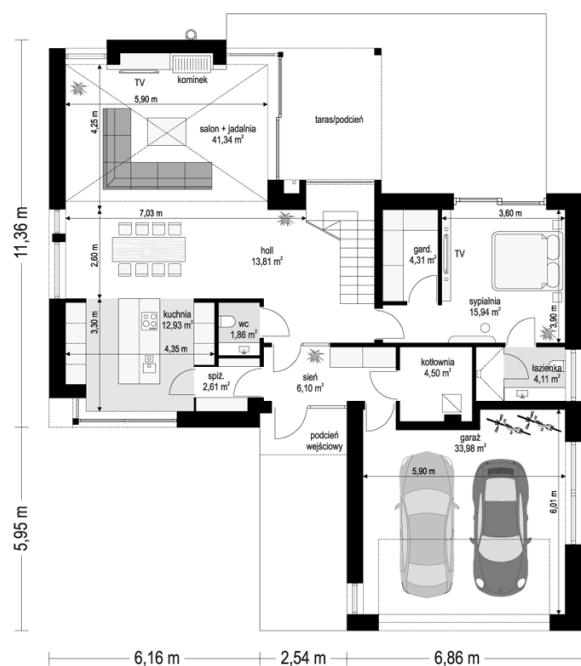 TV
kominek
5,90 m
4,25 m
salon + jadalnia
41,34 m²
taras/podcień
11,36 m
7,03 m
3,60 m
2,60 m
holl
13,81 m²
gard.
4,31 m²
TV
sypialnia
15,94 m²
3,90 m
3,30 m
kuchnia
12,93 m²
4,35 m
wc
1,86 m²
spiż.
2,61 m²
sień
6,10 m²
kotłownia
4,50 m²
łazienka
4,11 m²
podcień
wejściowy
garaż
33,98 m²
5,90 m
6,01 m
5,95 m
6,16 m
2,54 m
6,86 m